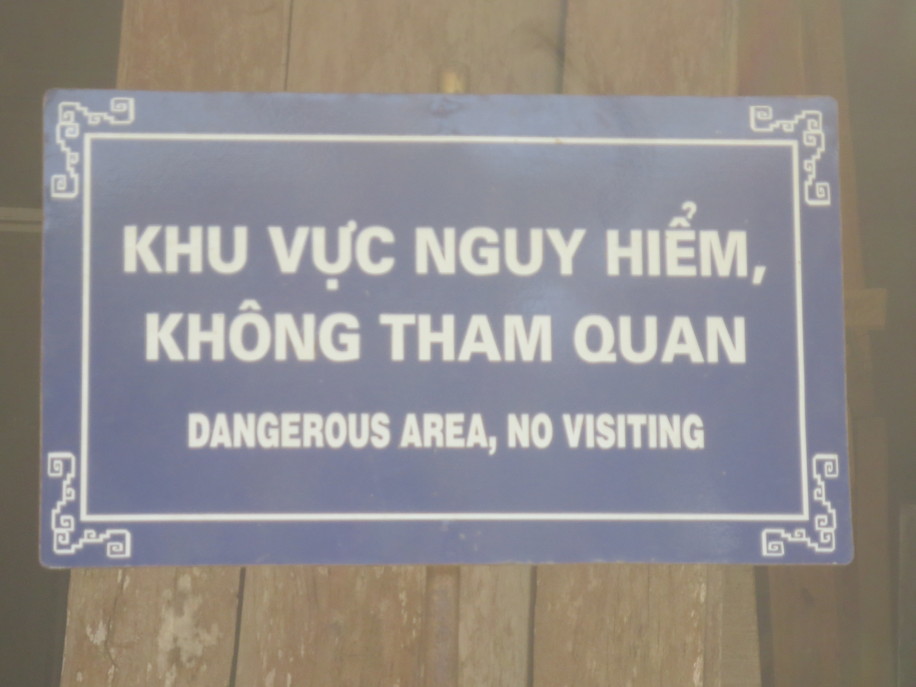 KHU VỰC NGUY HIỂM,
KHÔNG THAM QUAN
DANGEROUS AREA, NO VISITING